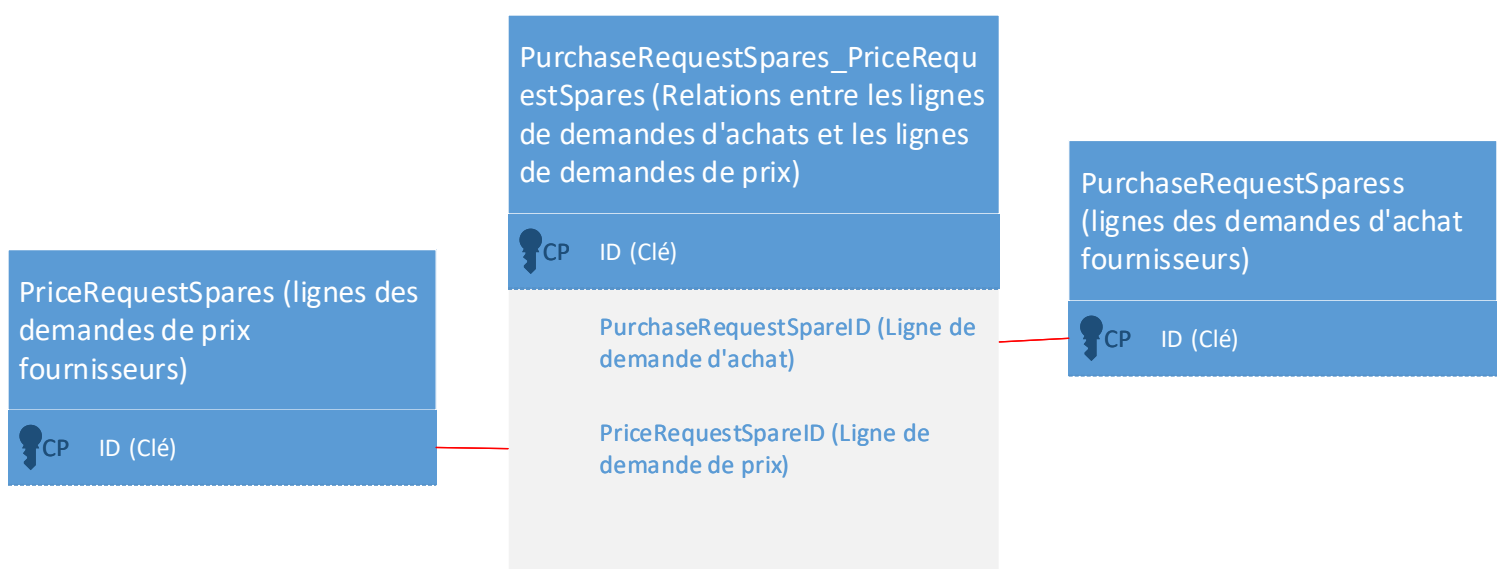 PurchaseRequestSpares_PriceRequ
estSpares (Relations entre les lignes
de demandes d'achats et les lignes
de demandes de prix)
CP ID (Clé)
PurchaseRequestSpareID (Ligne de
demande d'achat)
PriceRequestSpareID (Ligne de
demande de prix)
PriceRequestSpares (lignes des
demandes de prix
fournisseurs)
CP ID (Clé)
PurchaseRequestSparess
(lignes des demandes d'achat
fournisseurs)
CP ID (Clé)